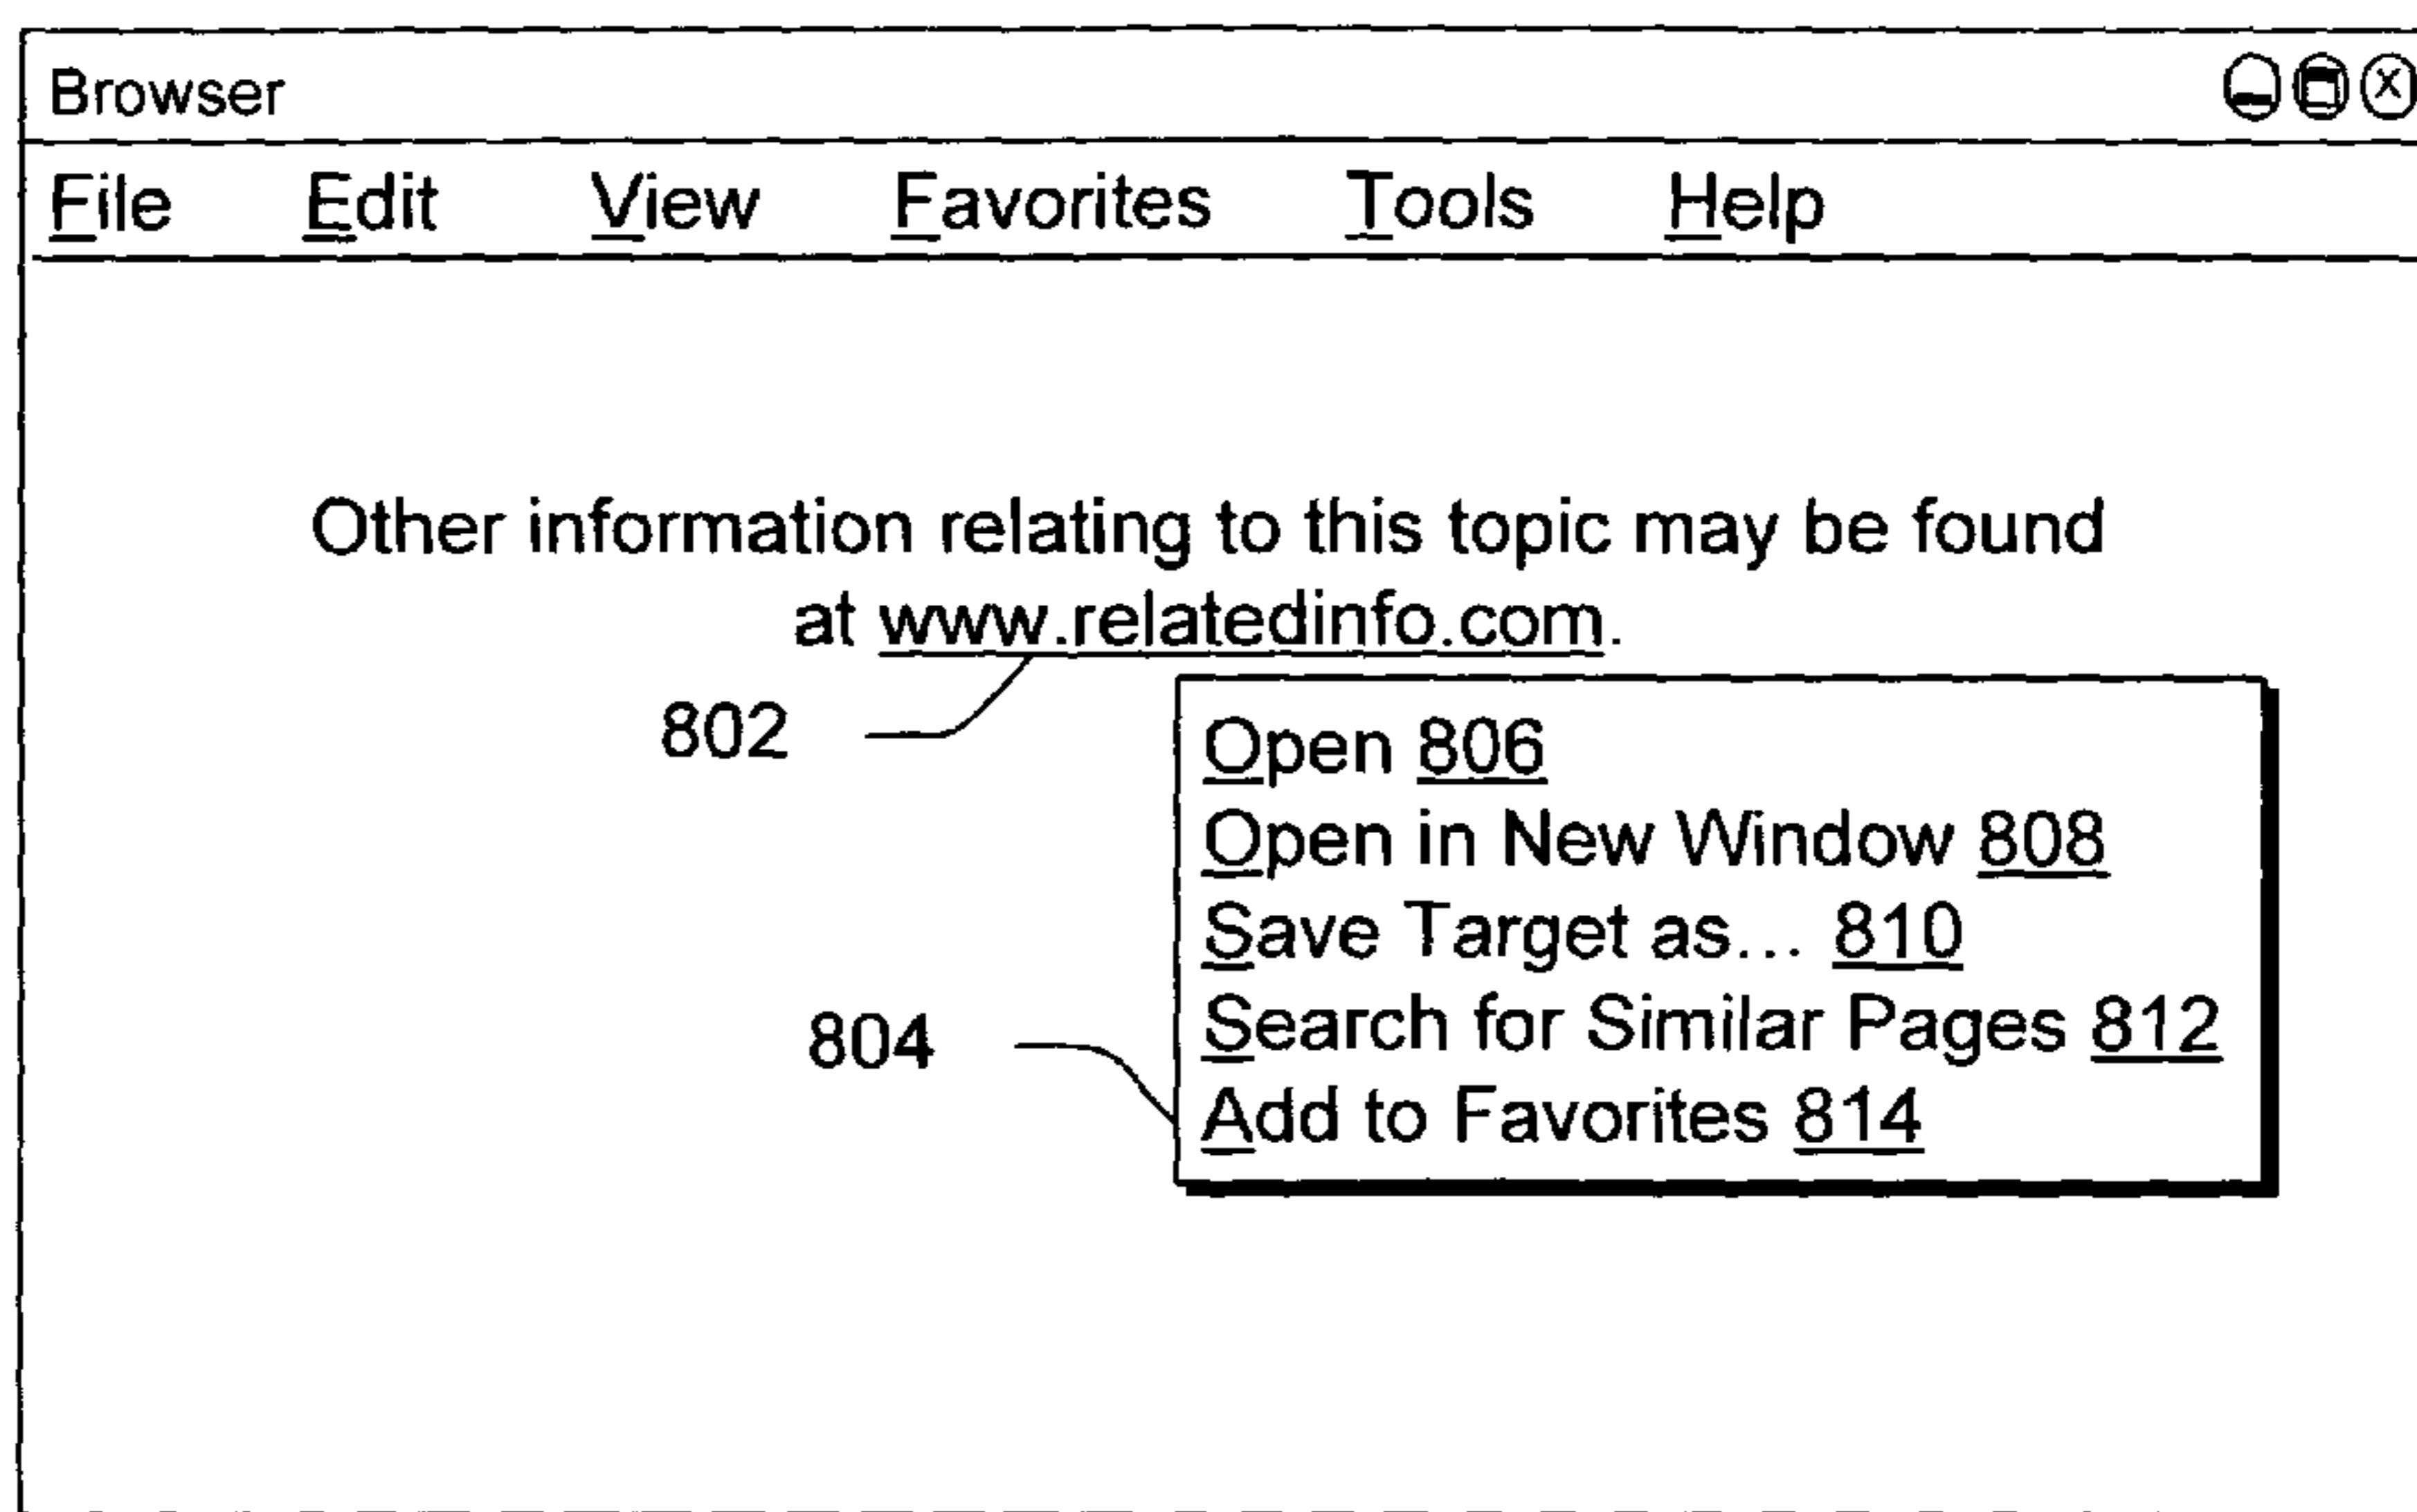 Browser X
File Edit View Favorites Tools Help
Other information relating to this topic may be found
at www.relatedinfo.com.
802
Open 806
Open in New Window 808
Save Target as... 810
Search for Similar Pages 812
804
Add to Favorites 814